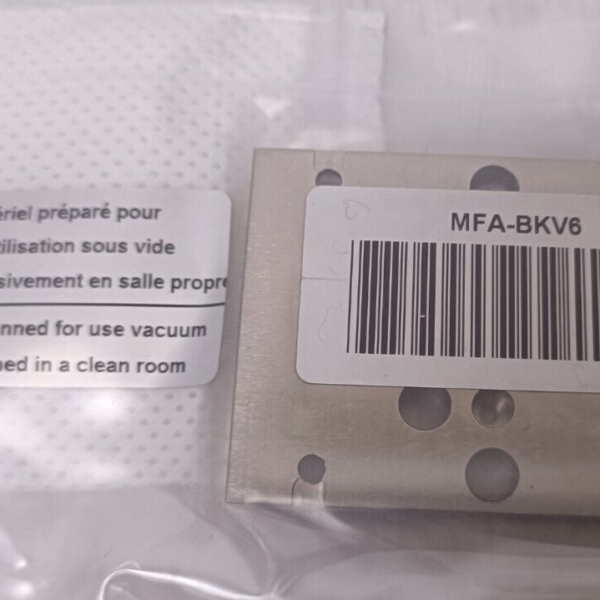 ériel préparé pour
tilisation sous vide
sivement en salle propre
nned for use vacuum
ned in a clean room
MFA-BKV6